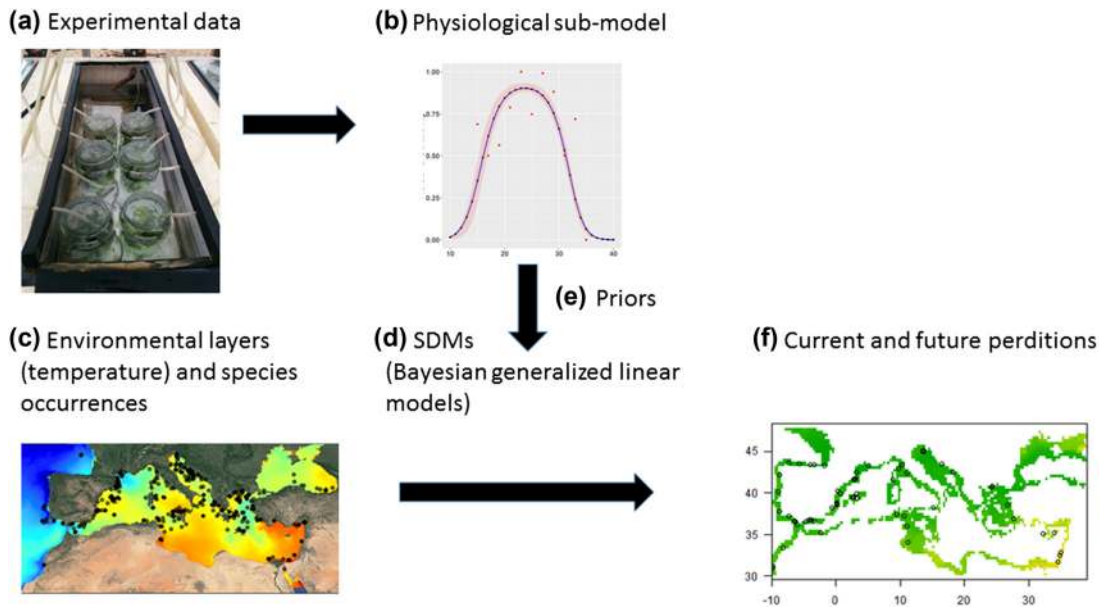 (a) Experimental data
(b) Physiological sub-model
1.00
0.75
0.50
0.25
0.00
10
20
30
40
(e) Priors
(c) Environmental layers
(temperature) and species
occurrences
(d) SDMs
(Bayesian generalized linear
models)
(f) Current and future perditions
45
40
35
30
-10
0
10
20
30